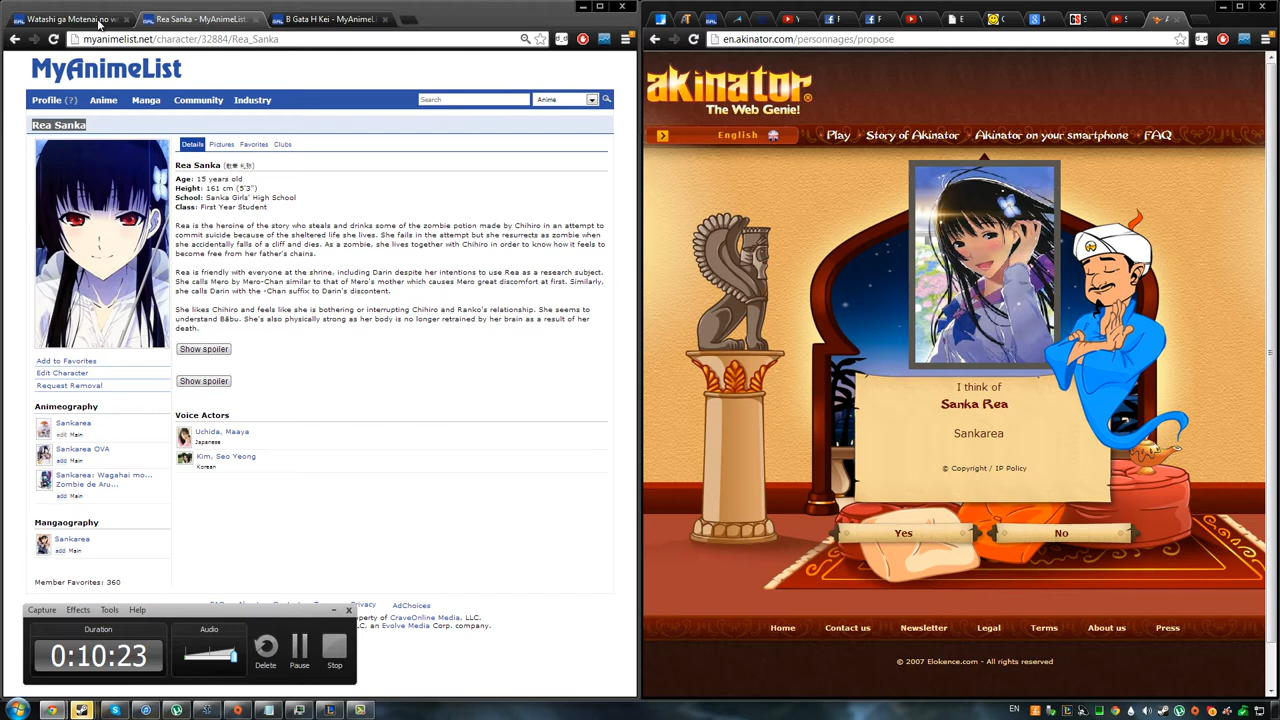 Watashi ga Motenai no w
Rea Sanka - MyAnimeList.
B Gata H Kei - MyAnimeL
myanimelist.net/character/32884/Rea_Sanka
MyAnimeList
Profile (?) Anime Manga Community Industry
Search Anime
Rea Sanka
Details Pictures Favorites Clubs
Rea Sanka
Age: 15 years old
Height: 161 cm (5'3")
School: Sanka Girls' High School
Class: First Year Student
Rea is the heroine of the story who steals and drinks some of the zombie potion made by Chihiro in an attempt to
commit suicide because of the sheltered life she lives. She fails in the attempt but she resurrects as zombie when
she accidentally falls of a cliff and dies. As a zombie, she lives together with Chihiro in order to know how it feels to
become free from her father's chains.
Rea is friendly with everyone at the shrine, including Darin despite her intentions to use Rea as a research subject.
She calls Mero by Mero-Chan similar to that of Mero's mother which causes Mero great discomfort at first. Similarly,
she calls Darin with the -Chan suffix to Darin's discontent.
She likes Chihiro and feels like she is bothering or interrupting Chihiro and Ranko's relationship. She seems to
understand Bābu. She's also physically strong as her body is no longer retrained by her brain as a result of her
death.
Show spoiler
Show spoiler
Add to Favorites
Edit Character
Request Removal
Animeography
Sankarea
edit Main
Sankarea OVA
add Main
Sankarea: Wagahai mo...
Zombie de Aru...
add Main
Mangaography
Sankarea
add Main
Member Favorites: 360
Voice Actors
Uchida, Maaya
Japanese
Kim, Seo Yeong
Korean
Privacy AdChoices
perty of CraveOnline Media, LLC.
C, an Evolve Media Corp. company.
Capture Effects Tools Help
Duration
0:10:23
Audio
Delete Pause Stop
en.akinator.com/personnages/propose
akinator
The Web Genie!
English
Play Story of Akinator Akinator on your smartphone FAQ
I think of
Sanka Rea
Sankarea
© Copyright / IP Policy
Yes No
Home Contact us Newsletter Legal Terms About us Press
© 2007 Elokence.com - All rights reserved
EN